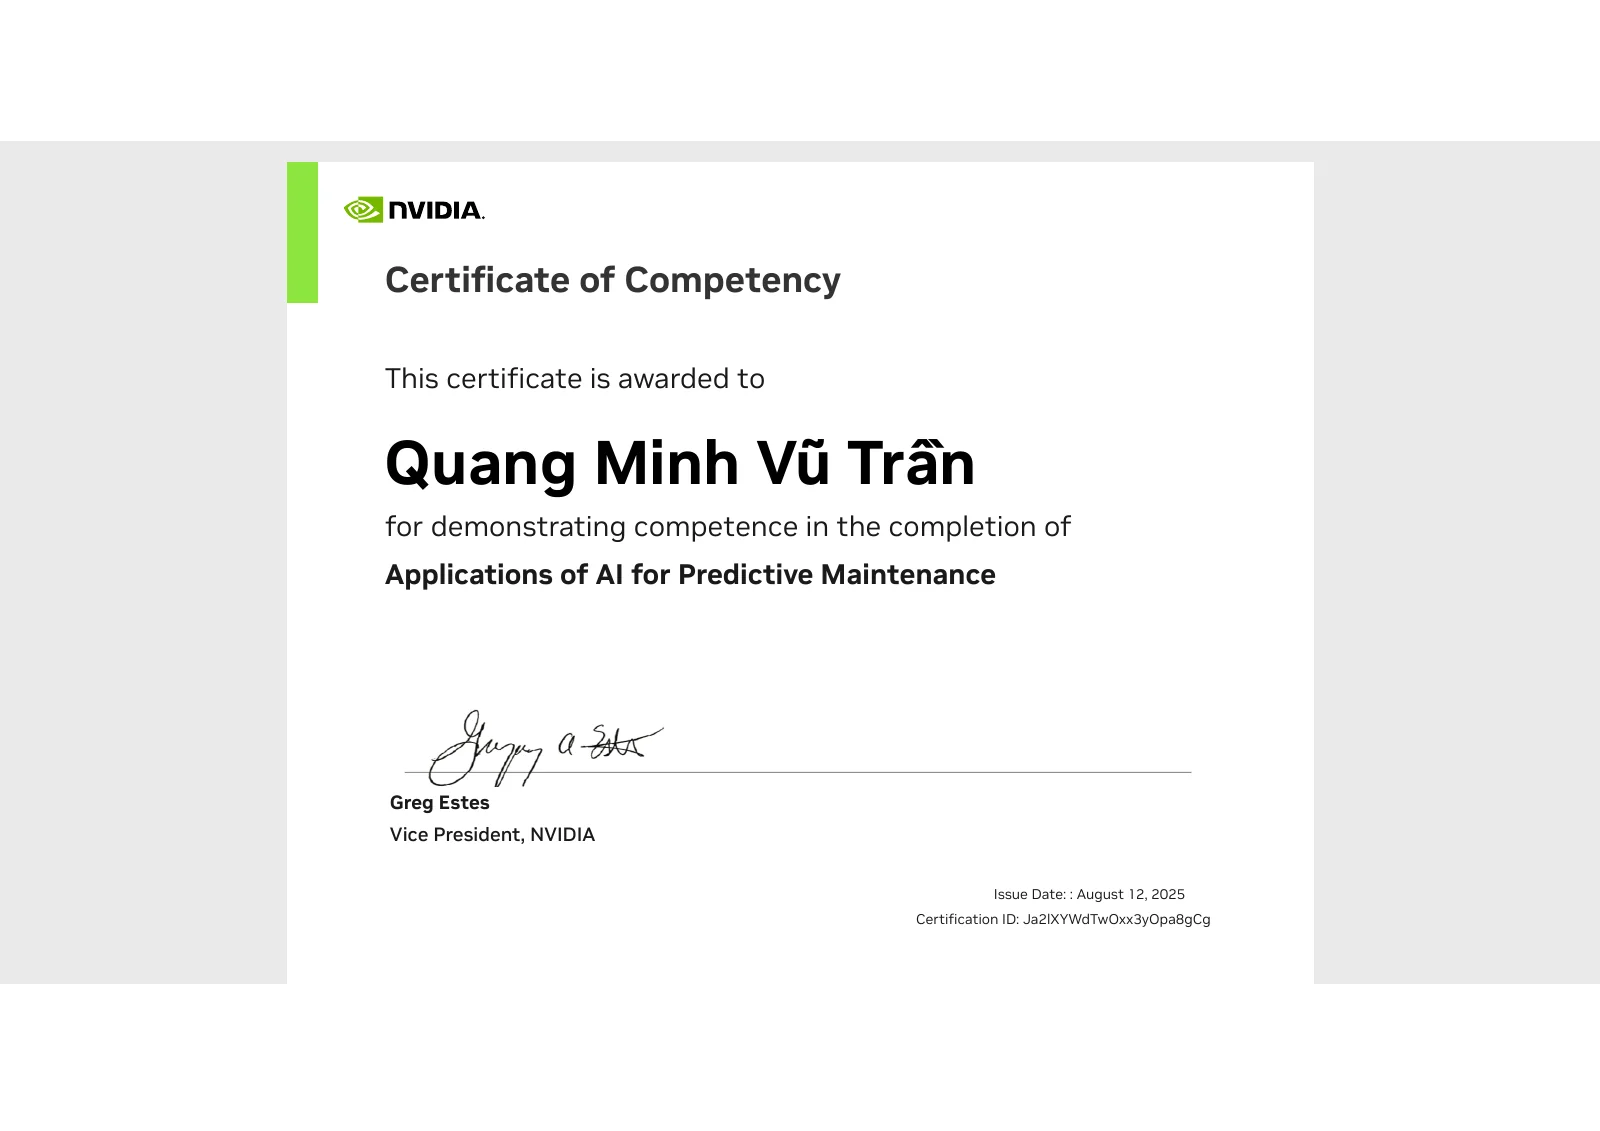 NVIDIA.
Certificate of Competency
This certificate is awarded to
Quang Minh Vũ Trần
for demonstrating competence in the completion of
Applications of AI for Predictive Maintenance
Gregory A Estes
Greg Estes
Vice President, NVIDIA
Issue Date: : August 12, 2025
Certification ID: Ja2lXYWdTwOxx3yOpa8gCg